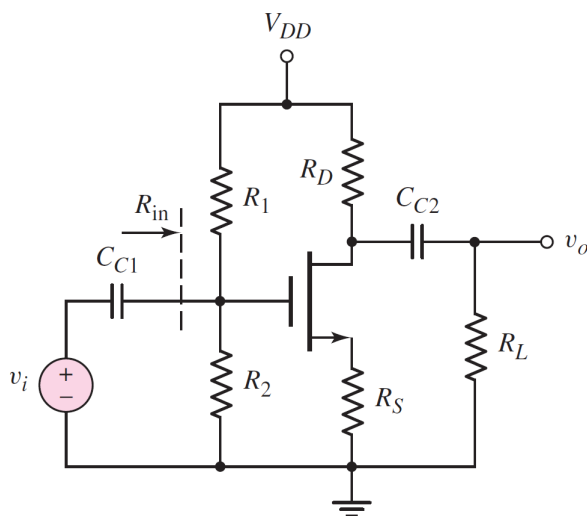 V_DD
R_D
R_1
R_in
C_C2
C_C1
v_o
R_L
v_i
+
−
R_2
R_S